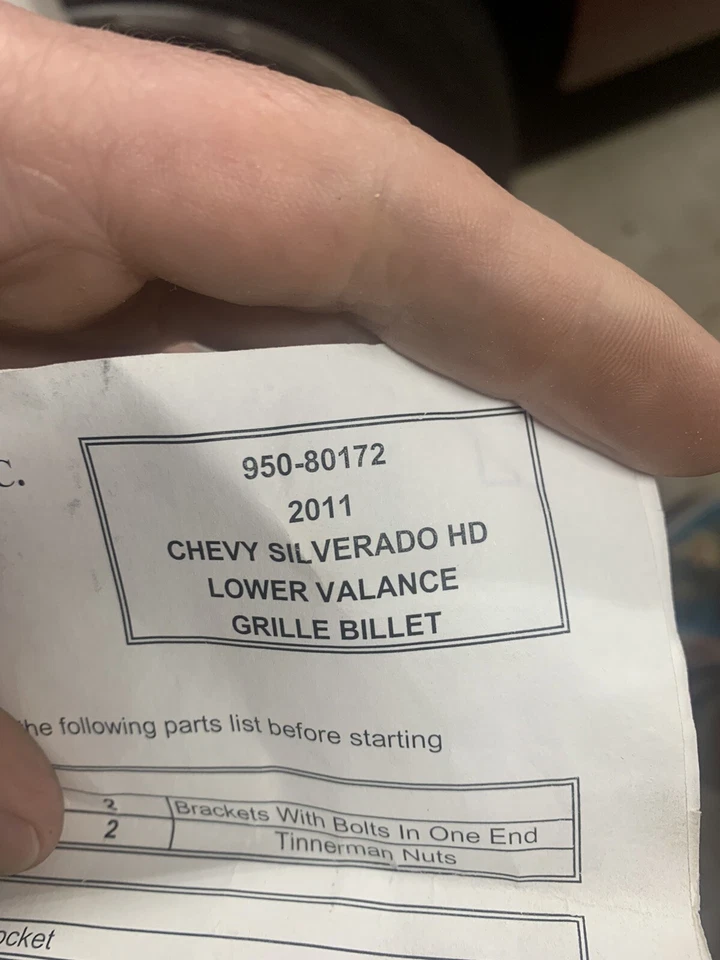 C.
950-80172
2011
CHEVY SILVERADO HD
LOWER VALANCE
GRILLE BILLET
he following parts list before starting
2 Brackets With Bolts In One End
2 Tinnerman Nuts
ocket